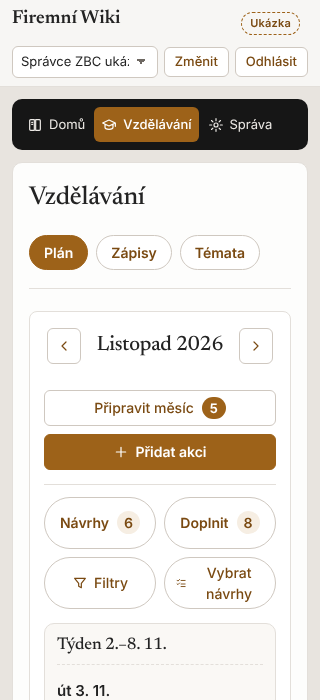 Firemní Wiki
Ukázka
Správce ZBC uká:
Změnit
Odhlásit
Domů
Vzdělávání
Správa
Vzdělávání
Plán
Zápisy
Témata
Listopad 2026
Připravit měsíc 5
+ Přidat akci
Návrhy 6
Doplnit 8
Filtry
Vybrat
návrhy
Týden 2.–8. 11.
út 3. 11.